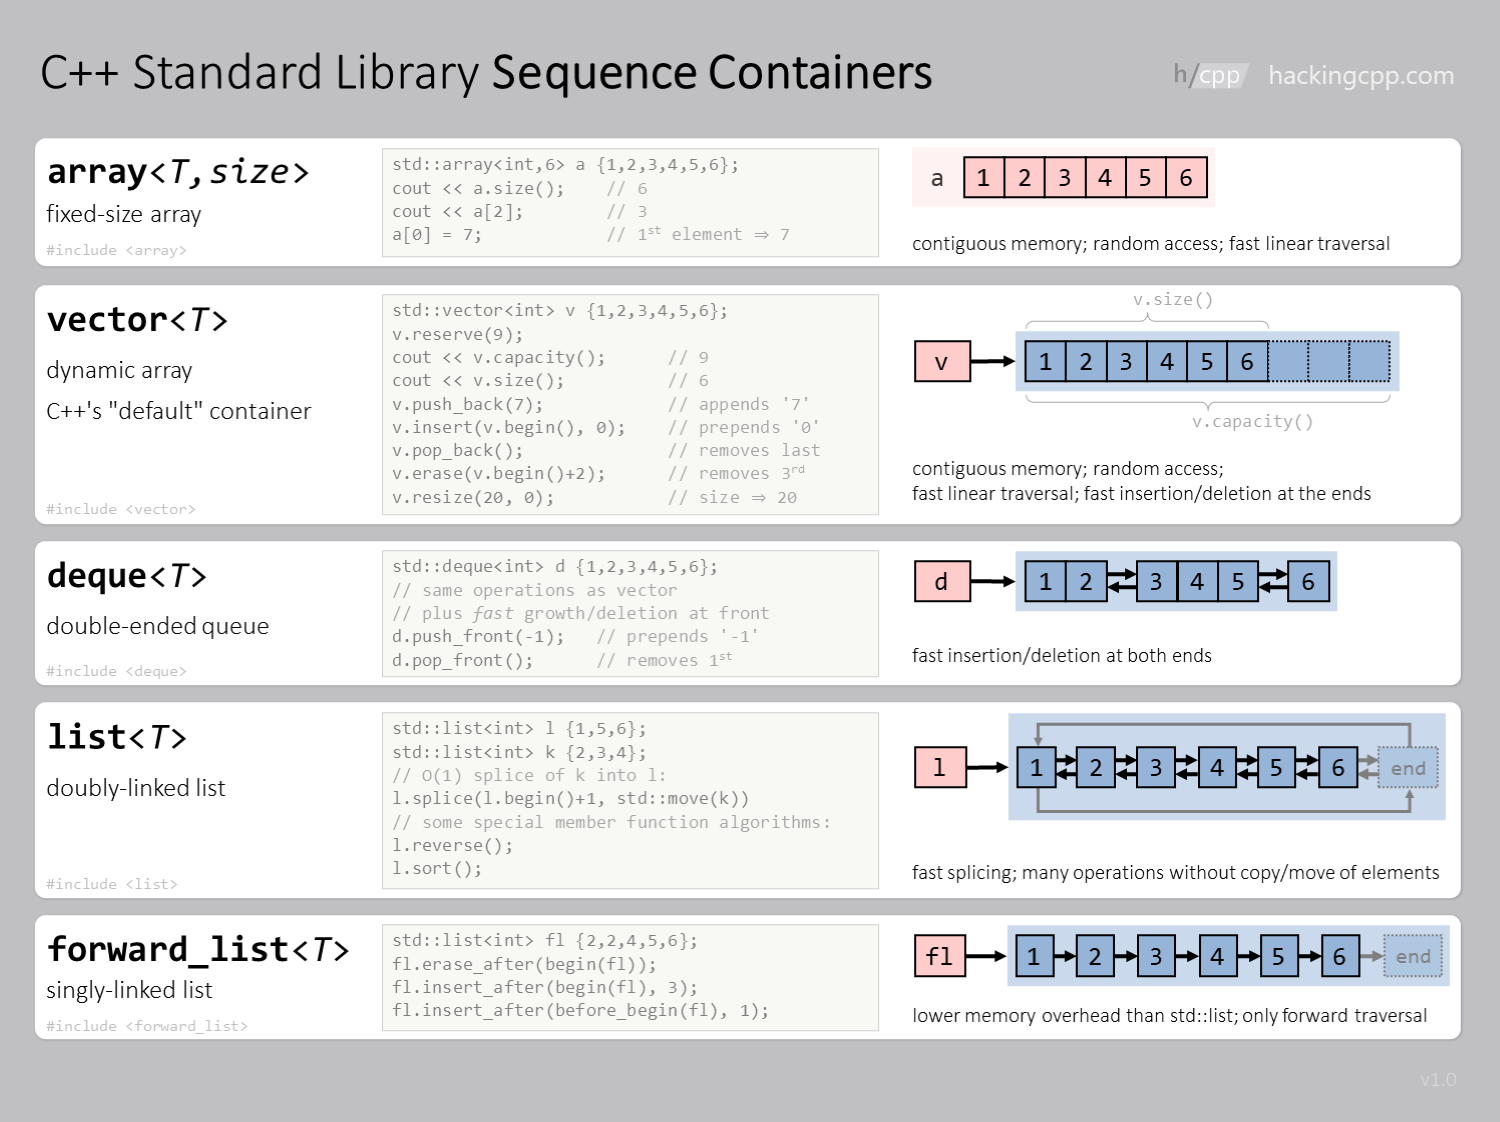 C++ Standard Library Sequence Containers
h/cpp hackingcpp.com
array<T,size>
fixed-size array
#include <array>
std::array<int,6> a {1,2,3,4,5,6};
cout << a.size(); // 6
cout << a[2]; // 3
a[0] = 7; // 1st element ⇒ 7
a 1 2 3 4 5 6
contiguous memory; random access; fast linear traversal
vector<T>
dynamic array
C++'s "default" container
#include <vector>
std::vector<int> v {1,2,3,4,5,6};
v.reserve(9);
cout << v.capacity(); // 9
cout << v.size(); // 6
v.push_back(7); // appends '7'
v.insert(v.begin(), 0); // prepends '0'
v.pop_back(); // removes last
v.erase(v.begin()+2); // removes 3rd
v.resize(20, 0); // size ⇒ 20
v.size()
v 1 2 3 4 5 6
v.capacity()
contiguous memory; random access;
fast linear traversal; fast insertion/deletion at the ends
deque<T>
double-ended queue
#include <deque>
std::deque<int> d {1,2,3,4,5,6};
// same operations as vector
// plus fast growth/deletion at front
d.push_front(-1); // prepends '-1'
d.pop_front(); // removes 1st
d 1 2 3 4 5 6
fast insertion/deletion at both ends
list<T>
doubly-linked list
#include <list>
std::list<int> l {1,5,6};
std::list<int> k {2,3,4};
// O(1) splice of k into l:
l.splice(l.begin()+1, std::move(k))
// some special member function algorithms:
l.reverse();
l.sort();
l 1 2 3 4 5 6 end
fast splicing; many operations without copy/move of elements
forward_list<T>
singly-linked list
#include <forward_list>
std::list<int> fl {2,2,4,5,6};
fl.erase_after(begin(fl));
fl.insert_after(begin(fl), 3);
fl.insert_after(before_begin(fl), 1);
fl 1 2 3 4 5 6 end
lower memory overhead than std::list; only forward traversal
v1.0